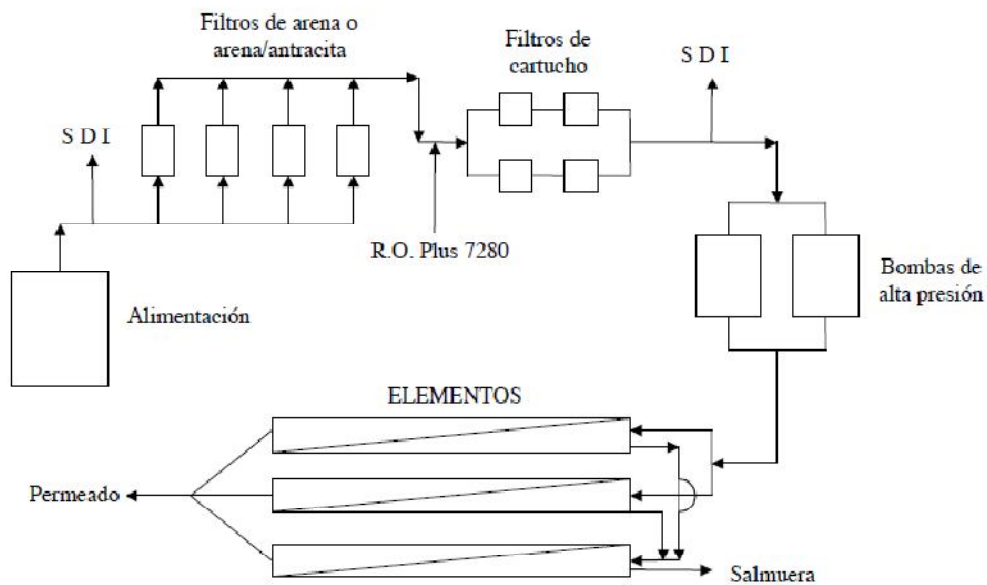 Filtros de arena o
arena/antracita
Filtros de
cartucho
S D I
S D I
R.O. Plus 7280
Alimentación
Bombas de
alta presión
ELEMENTOS
Permeado
Salmuera